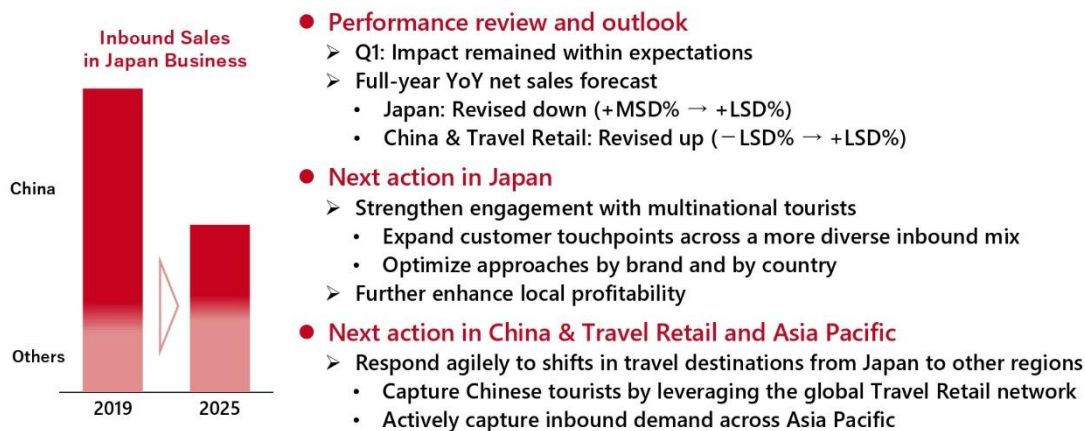 Inbound Sales
in Japan Business
China
Others
2019
2025
● Performance review and outlook
➢ Q1: Impact remained within expectations
➢ Full-year YoY net sales forecast
• Japan: Revised down (+MSD% → +LSD%)
• China & Travel Retail: Revised up (−LSD% → +LSD%)
● Next action in Japan
➢ Strengthen engagement with multinational tourists
• Expand customer touchpoints across a more diverse inbound mix
• Optimize approaches by brand and by country
➢ Further enhance local profitability
● Next action in China & Travel Retail and Asia Pacific
➢ Respond agilely to shifts in travel destinations from Japan to other regions
• Capture Chinese tourists by leveraging the global Travel Retail network
• Actively capture inbound demand across Asia Pacific